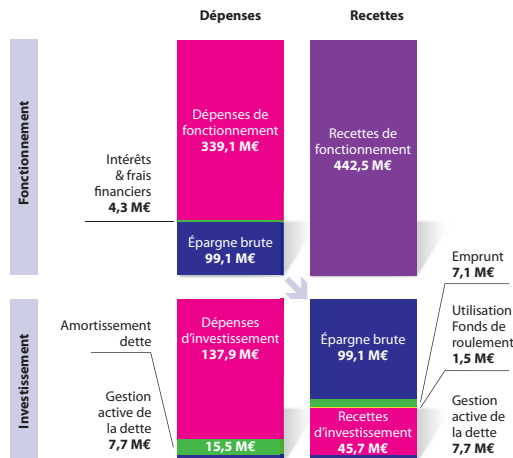 Dépenses
Recettes
Fonctionnement
Dépenses de
fonctionnement
339,1 M€
Recettes de
fonctionnement
442,5 M€
Intérêts
& frais
financiers
4,3 M€
Épargne brute
99,1 M€
Emprunt
7,1 M€
Investissement
Amortissement
dette
Dépenses
d'investissement
137,9 M€
Épargne brute
99,1 M€
Utilisation
Fonds de
roulement
1,5 M€
Gestion
active de
la dette
7,7 M€
15,5 M€
Recettes
d'investissement
45,7 M€
Gestion
active de
la dette
7,7 M€